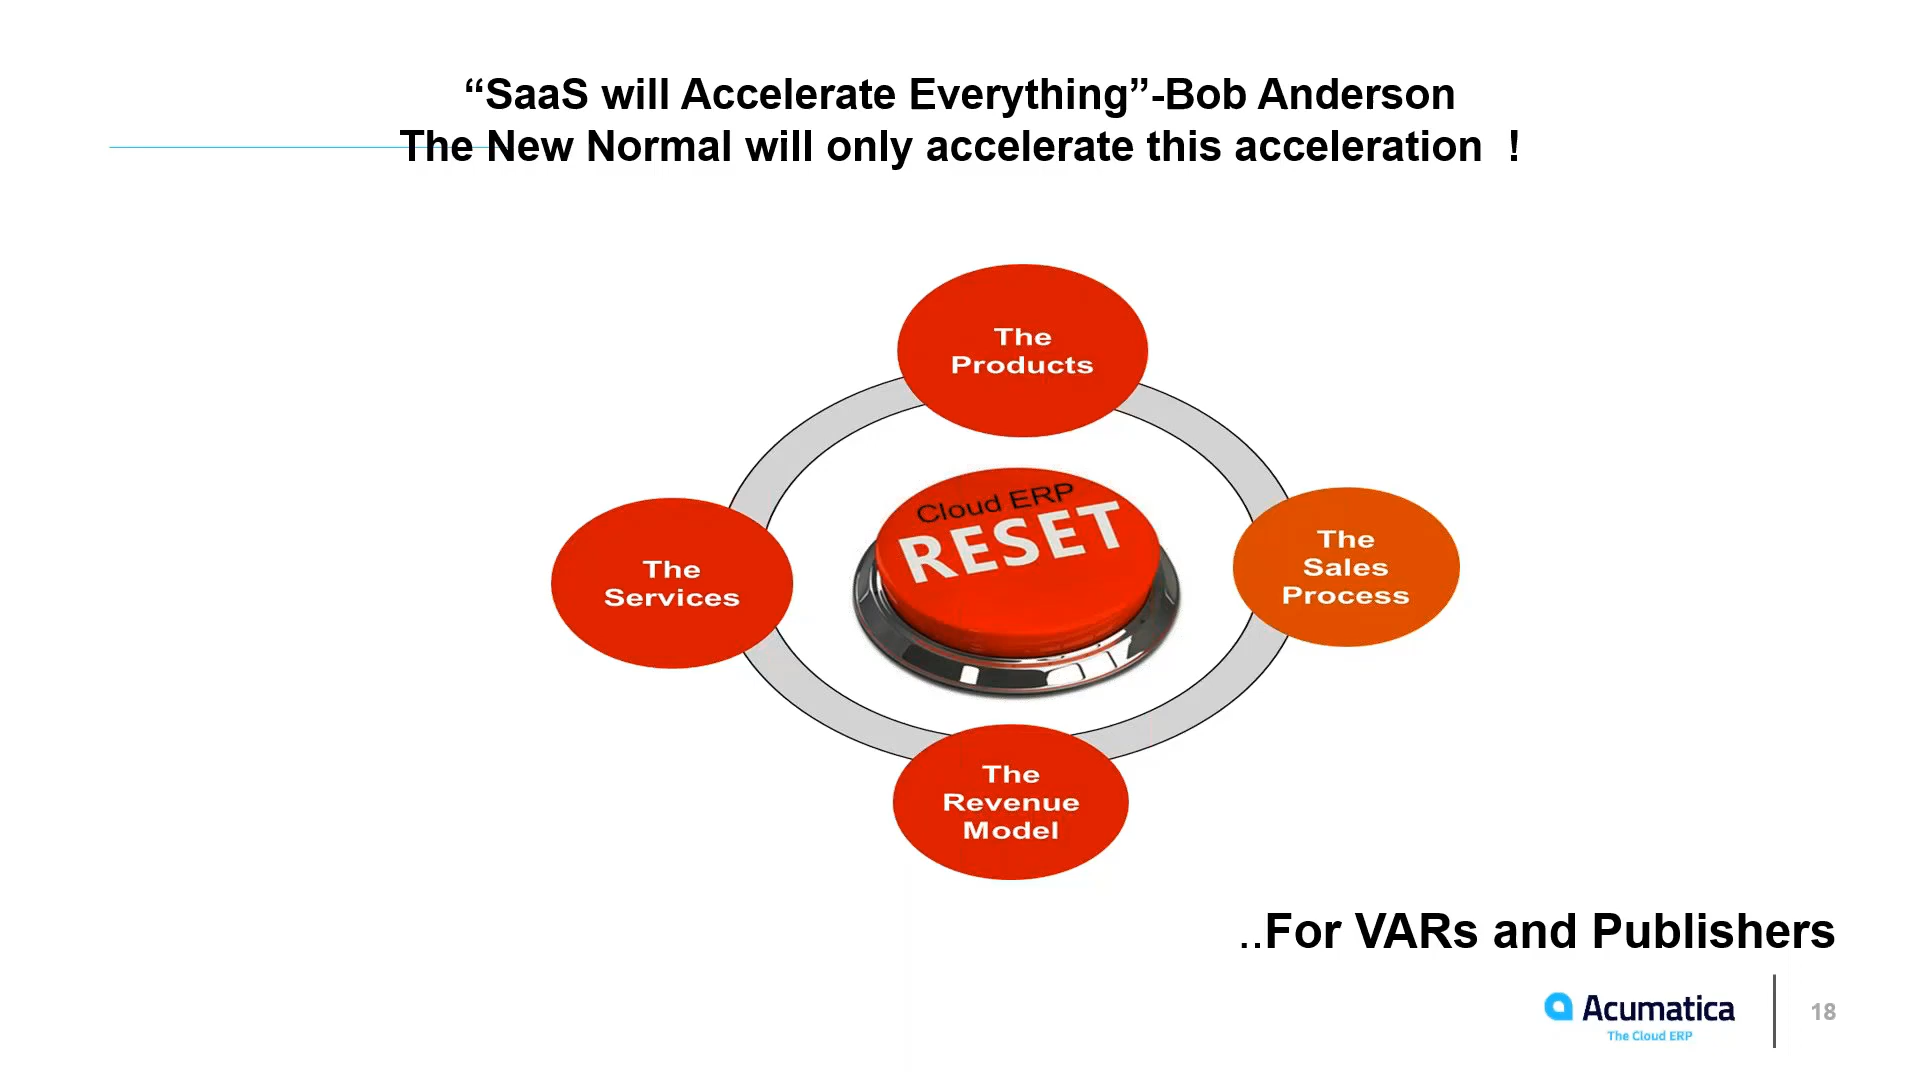 “SaaS will Accelerate Everything”-Bob Anderson
The New Normal will only accelerate this acceleration  !
The
Products
Cloud ERP
RESET
The
Services
The
Sales
Process
The
Revenue
Model
..For VARs and Publishers
Acumatica
The Cloud ERP
18